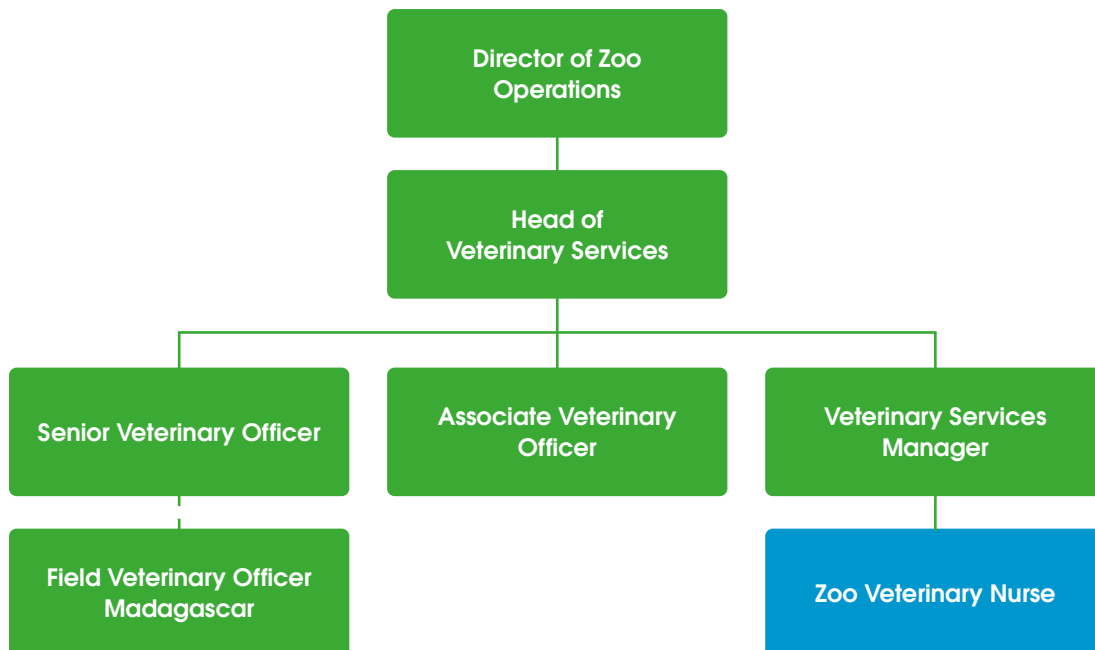 Director of Zoo
Operations
Head of
Veterinary Services
Senior Veterinary Officer
Associate Veterinary
Officer
Veterinary Services
Manager
Field Veterinary Officer
Madagascar
Zoo Veterinary Nurse